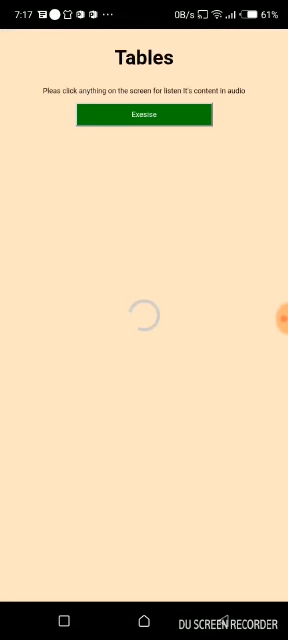 7:17
0B/s
61%
Tables
Pleas click anything on the screen for listen It's content in audio
Exesise
DU SCREEN RECORDER